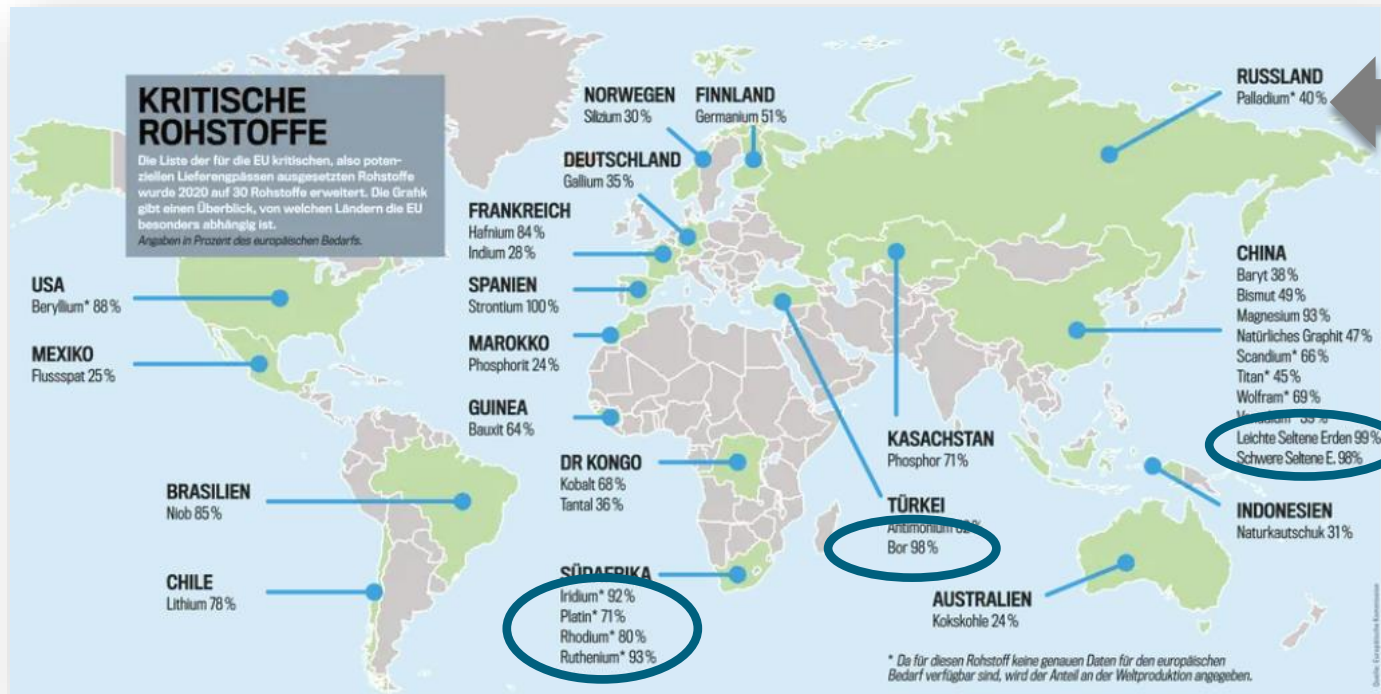 KRITISCHE
ROHSTOFFE
Die Liste der für die EU kritischen, also poten-
ziellen Lieferengpässen ausgesetzten Rohstoffe
wurde 2020 auf 30 Rohstoffe erweitert. Die Grafik
gibt einen Überblick, von welchen Ländern die EU
besonders abhängig ist.
Angaben in Prozent des europäischen Bedarfs.
USA
Beryllium* 88 %
MEXIKO
Flussspat 25 %
BRASILIEN
Niob 85 %
CHILE
Lithium 78 %
NORWEGEN
Silizium 30 %
FINNLAND
Germanium 51 %
DEUTSCHLAND
Gallium 35 %
FRANKREICH
Hafnium 84 %
Indium 28 %
SPANIEN
Strontium 100 %
MAROKKO
Phosphorit 24 %
GUINEA
Bauxit 64 %
DR KONGO
Kobalt 68 %
Tantal 36 %
SÜDAFRIKA
Iridium* 92 %
Platin* 71 %
Rhodium* 80 %
Ruthenium* 93 %
RUSSLAND
Palladium* 40 %
KASACHSTAN
Phosphor 71 %
TÜRKEI
Antimonium
Bor 98 %
CHINA
Baryt 38 %
Bismut 49 %
Magnesium 93 %
Natürliches Graphit 47 %
Scandium* 66 %
Titan* 45 %
Wolfram* 69 %
Leichte Seltene Erden 99 %
Schwere Seltene E. 98%
INDONESIEN
Naturkautschuk 31 %
AUSTRALIEN
Kokskohle 24 %
* Da für diesen Rohstoff keine genauen Daten für den europäischen
Bedarf verfügbar sind, wird der Anteil an der Weltproduktion angegeben.
Quelle: Europäische Kommission